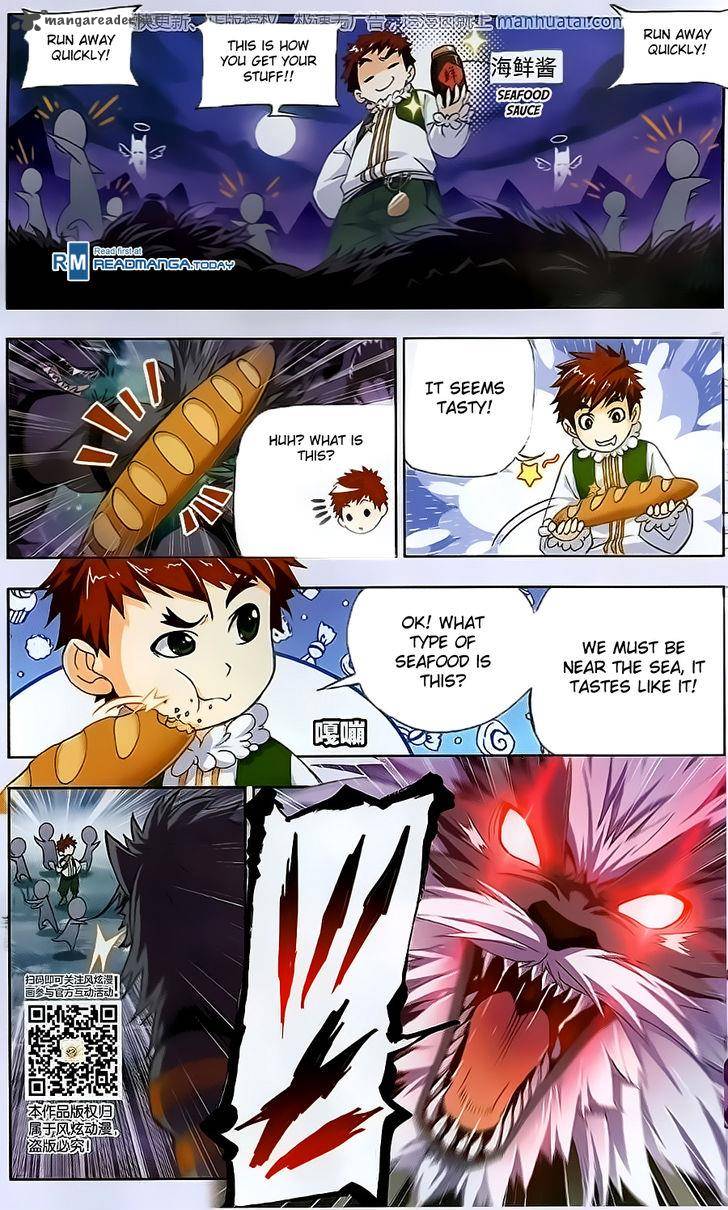 mangareader
manhuatai.com
RUN AWAY
QUICKLY!
THIS IS HOW
YOU GET YOUR
STUFF!!
海鲜酱
SEAFOOD
SAUCE
RUN AWAY
QUICKLY!
RM
Read first at
READMANGA.TODAY
HUH? WHAT IS
THIS?
IT SEEMS
TASTY!
OK! WHAT
TYPE OF
SEAFOOD IS
THIS?
WE MUST BE
NEAR THE SEA, IT
TASTES LIKE IT!
嘎嘣
扫码即可关注风炫漫
画参与官方互动活动!
本作品版权归
属于风炫动漫,
盗版必究!